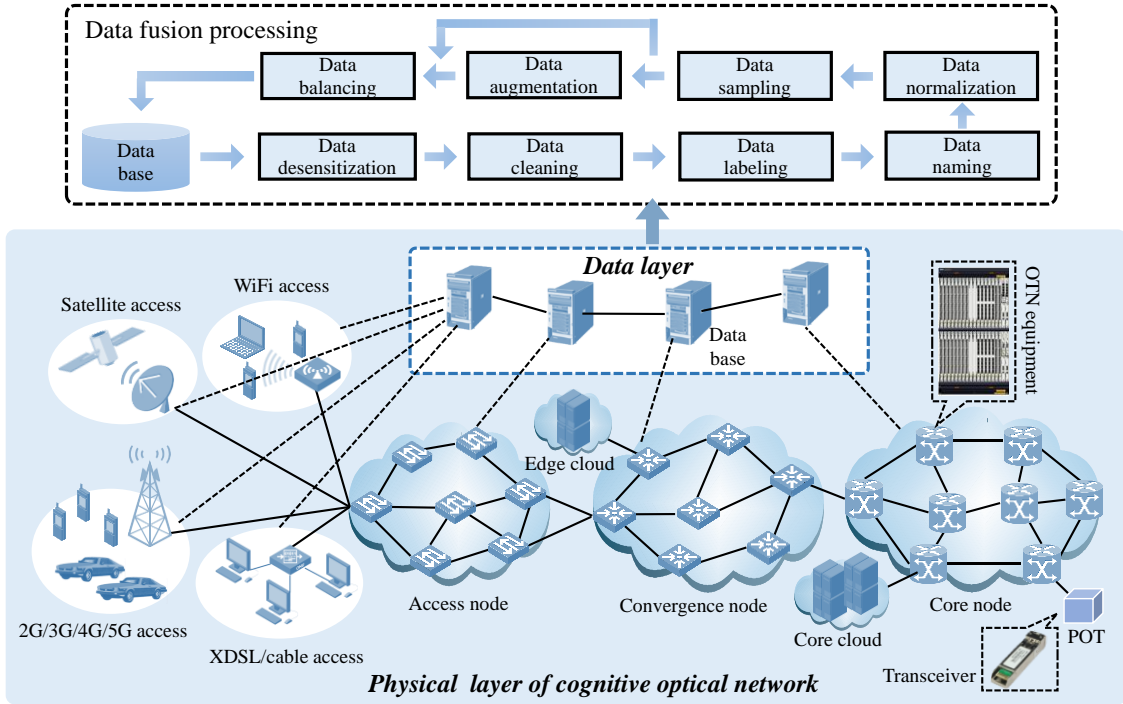 Data fusion processing
Data
balancing
Data
augmentation
Data
sampling
Data
normalization
Data
base
Data
desensitization
Data
cleaning
Data
labeling
Data
naming
Data layer
Data
base
Satellite access
WiFi access
OTN equipment
Edge cloud
2G/3G/4G/5G access
XDSL/cable access
Access node
Convergence node
Core cloud
Core node
POT
Transceiver
Physical layer of cognitive optical network